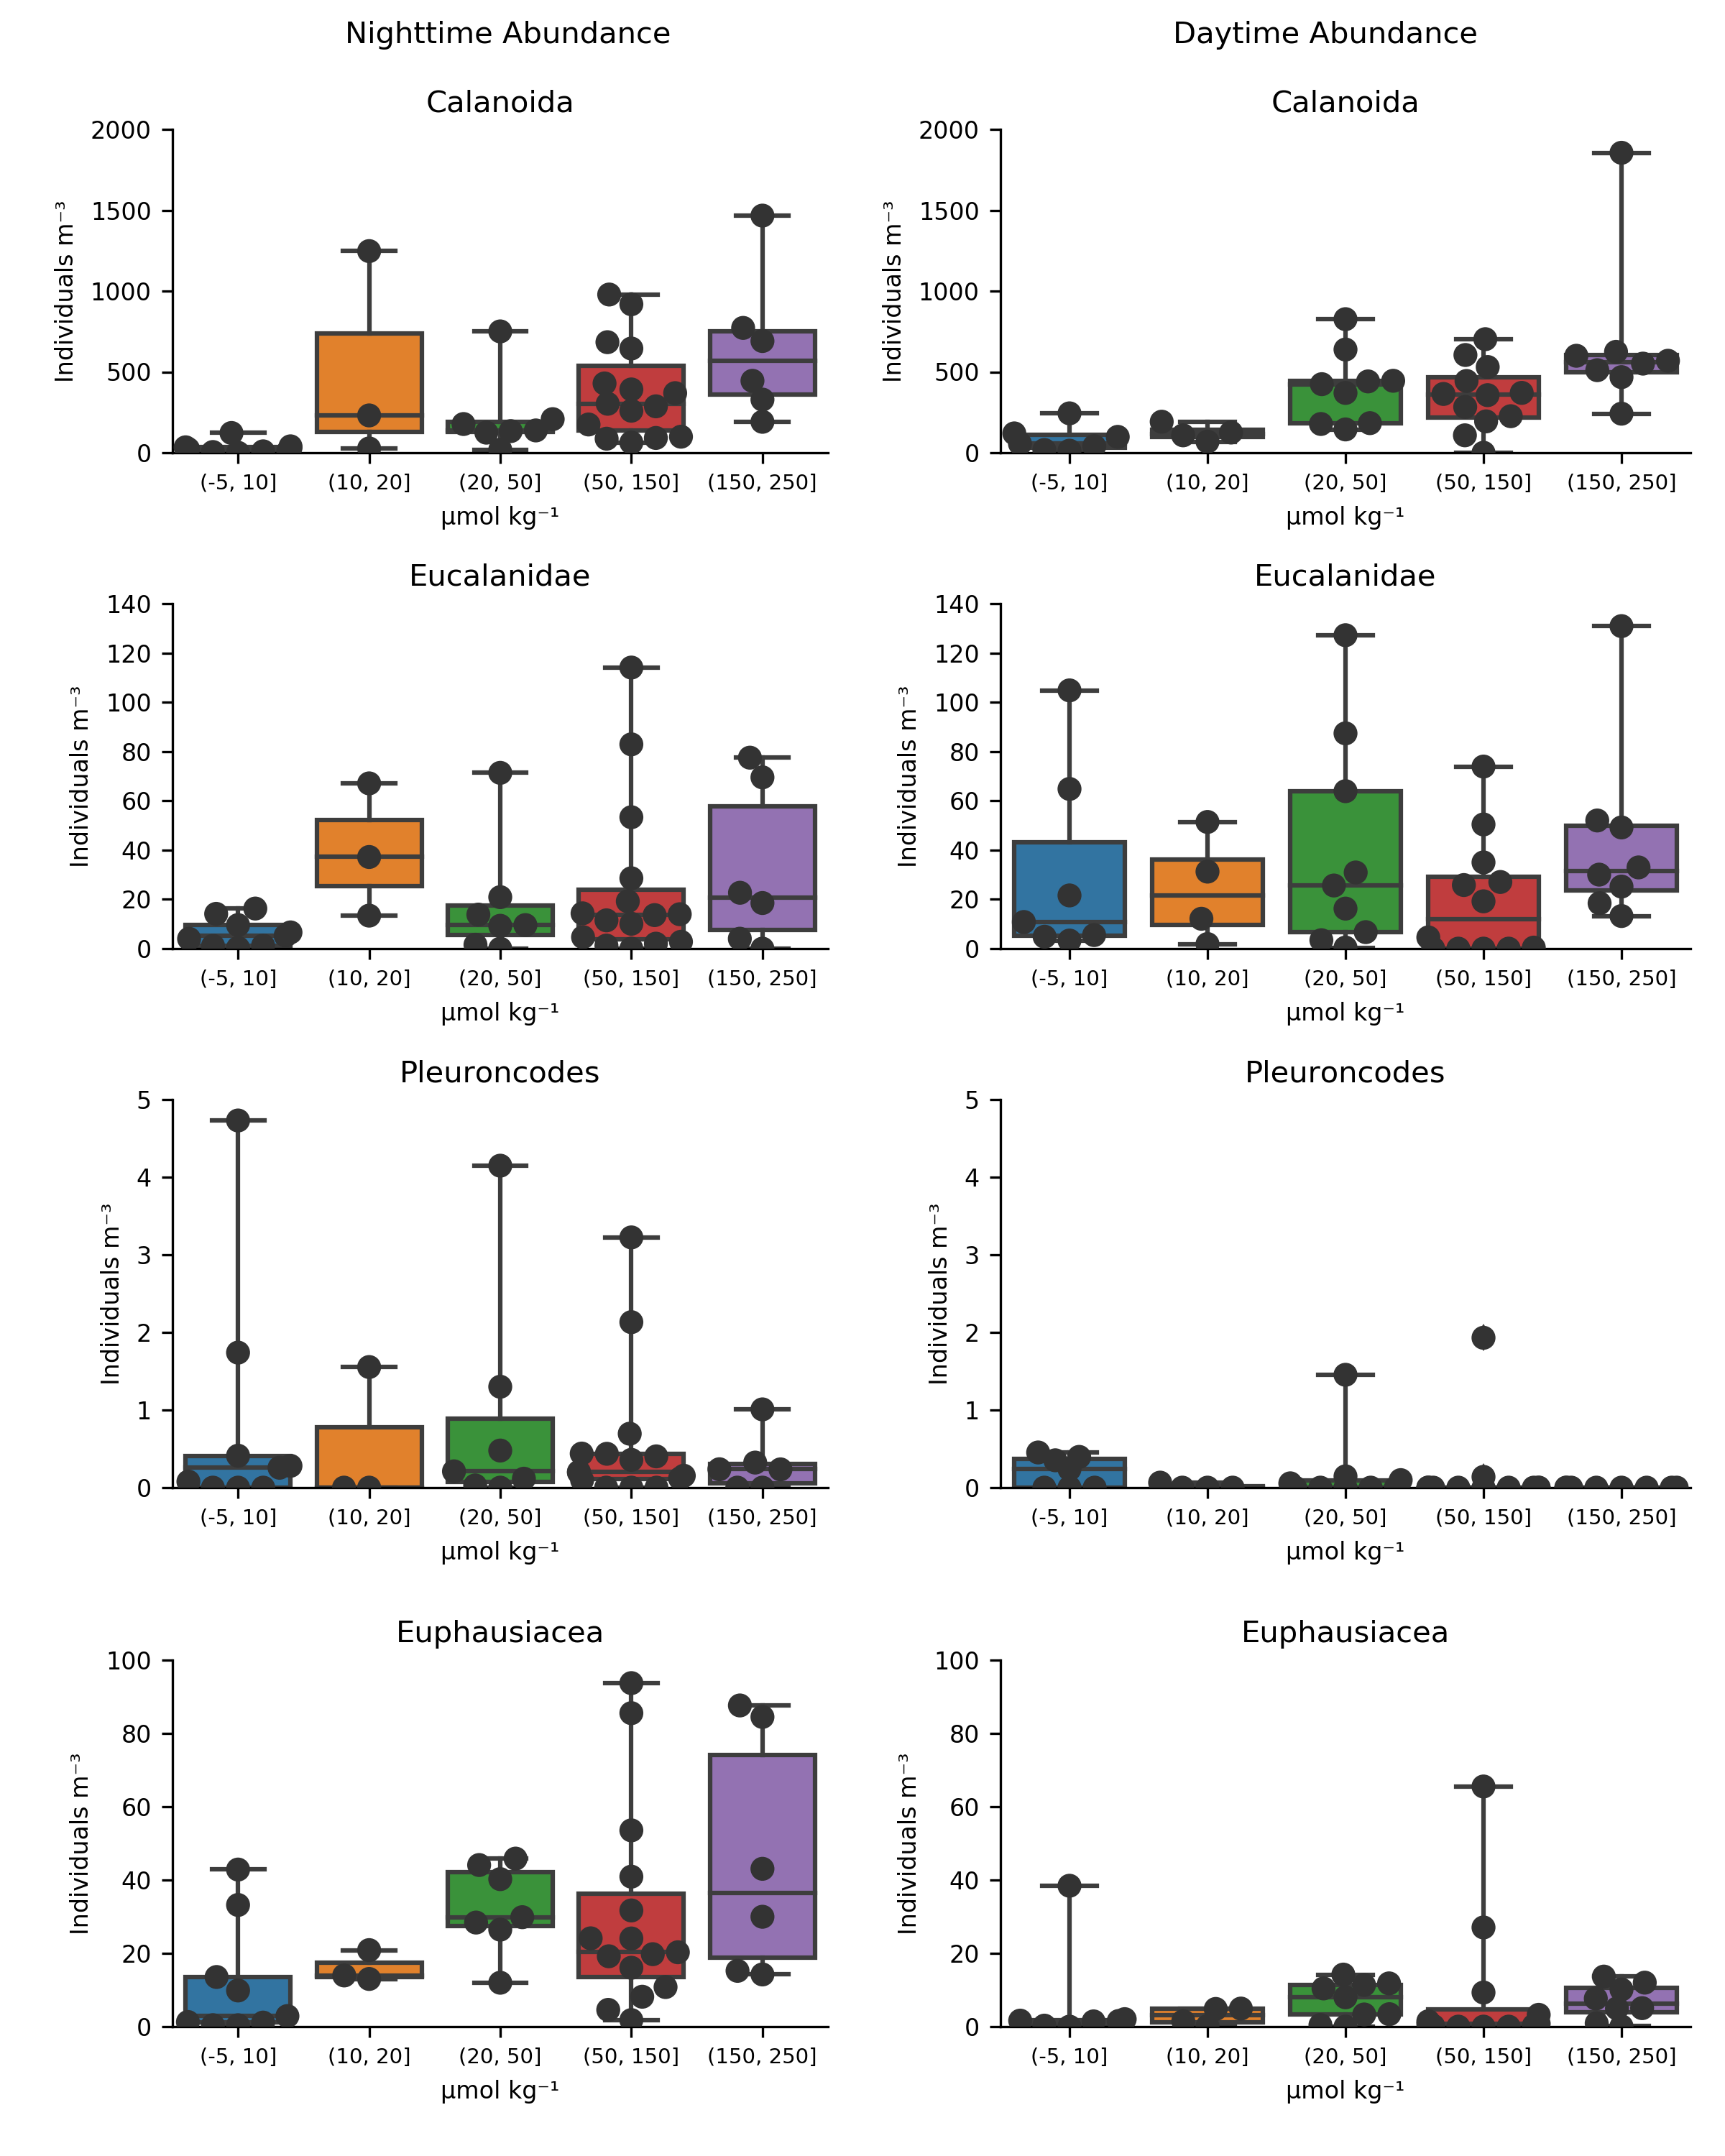 Nighttime Abundance
Daytime Abundance
Calanoida
2000
1500
1000
500
0
Individuals m⁻³
(-5, 10] (10, 20] (20, 50] (50, 150] (150, 250]
µmol kg⁻¹
Calanoida
2000
1500
1000
500
0
Individuals m⁻³
(-5, 10] (10, 20] (20, 50] (50, 150] (150, 250]
µmol kg⁻¹
Eucalanidae
140
120
100
80
60
40
20
0
Individuals m⁻³
(-5, 10] (10, 20] (20, 50] (50, 150] (150, 250]
µmol kg⁻¹
Eucalanidae
140
120
100
80
60
40
20
0
Individuals m⁻³
(-5, 10] (10, 20] (20, 50] (50, 150] (150, 250]
µmol kg⁻¹
Pleuroncodes
5
4
3
2
1
0
Individuals m⁻³
(-5, 10] (10, 20] (20, 50] (50, 150] (150, 250]
µmol kg⁻¹
Pleuroncodes
5
4
3
2
1
0
Individuals m⁻³
(-5, 10] (10, 20] (20, 50] (50, 150] (150, 250]
µmol kg⁻¹
Euphausiacea
100
80
60
40
20
0
Individuals m⁻³
(-5, 10] (10, 20] (20, 50] (50, 150] (150, 250]
µmol kg⁻¹
Euphausiacea
100
80
60
40
20
0
Individuals m⁻³
(-5, 10] (10, 20] (20, 50] (50, 150] (150, 250]
µmol kg⁻¹